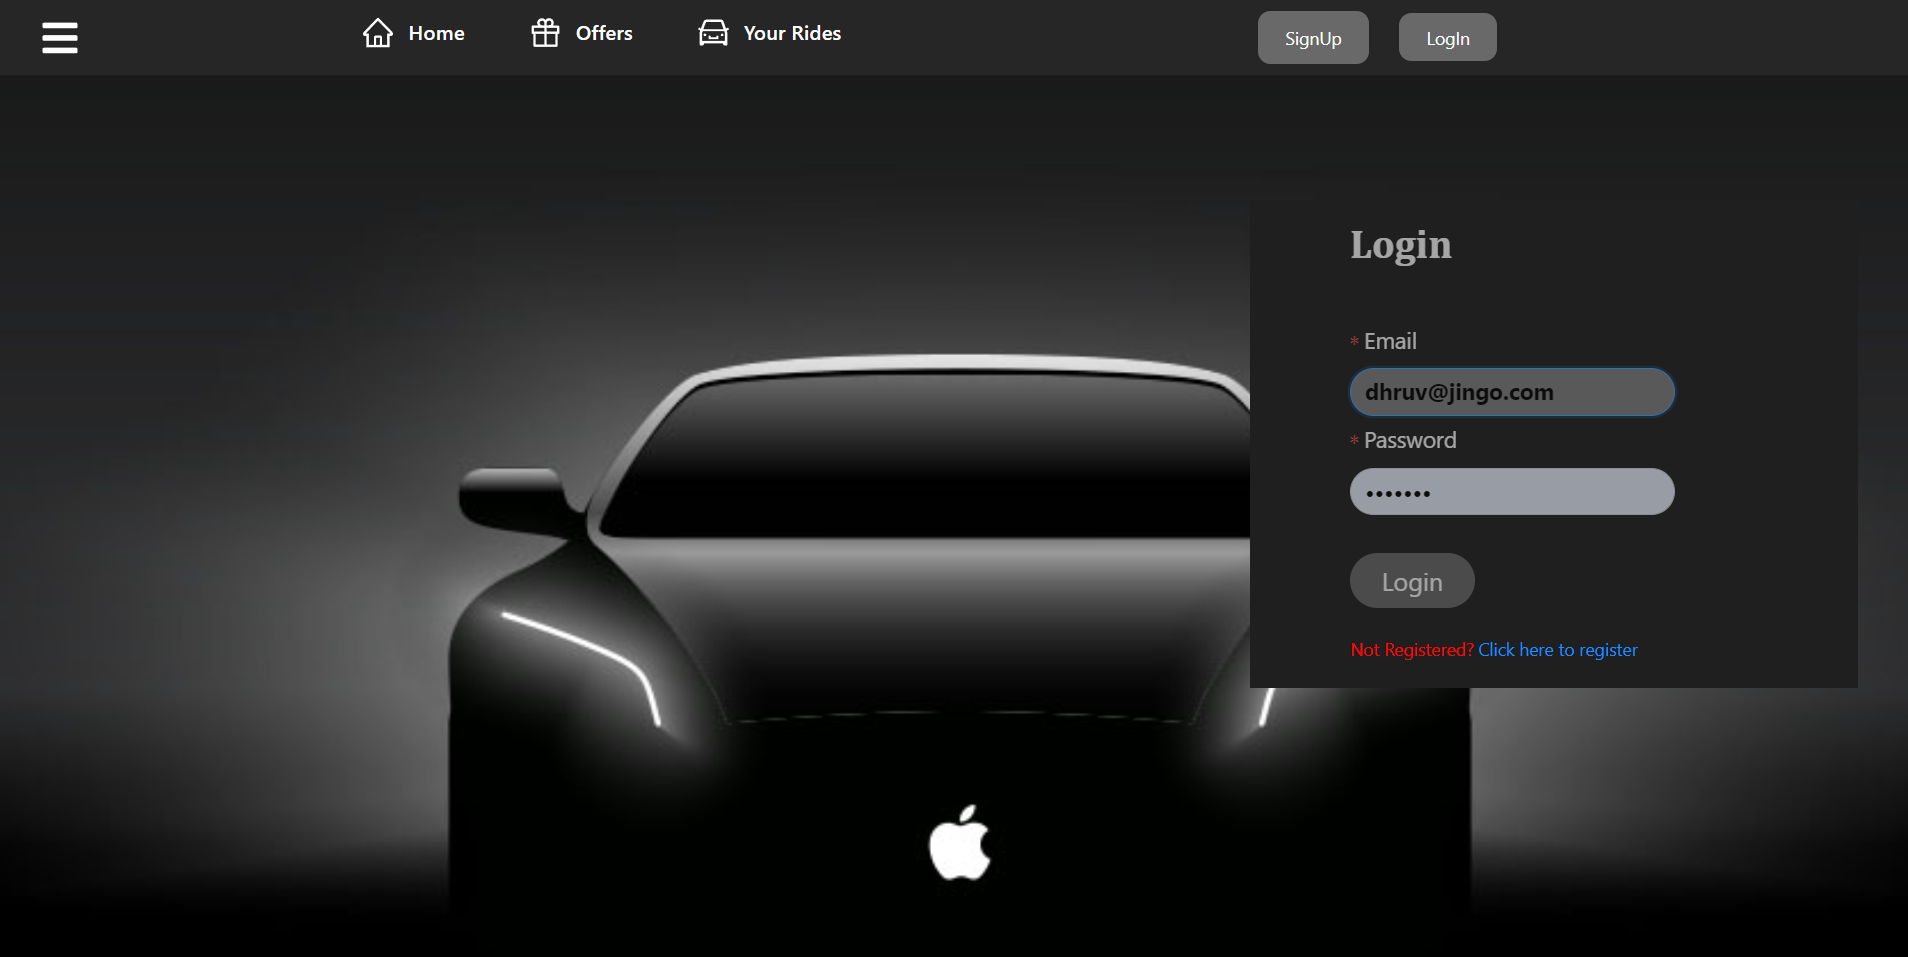 Home
Offers
Your Rides
SignUp
LogIn
Login
* Email
dhruv@jingo.com
* Password
•••••••
Login
Not Registered? Click here to register